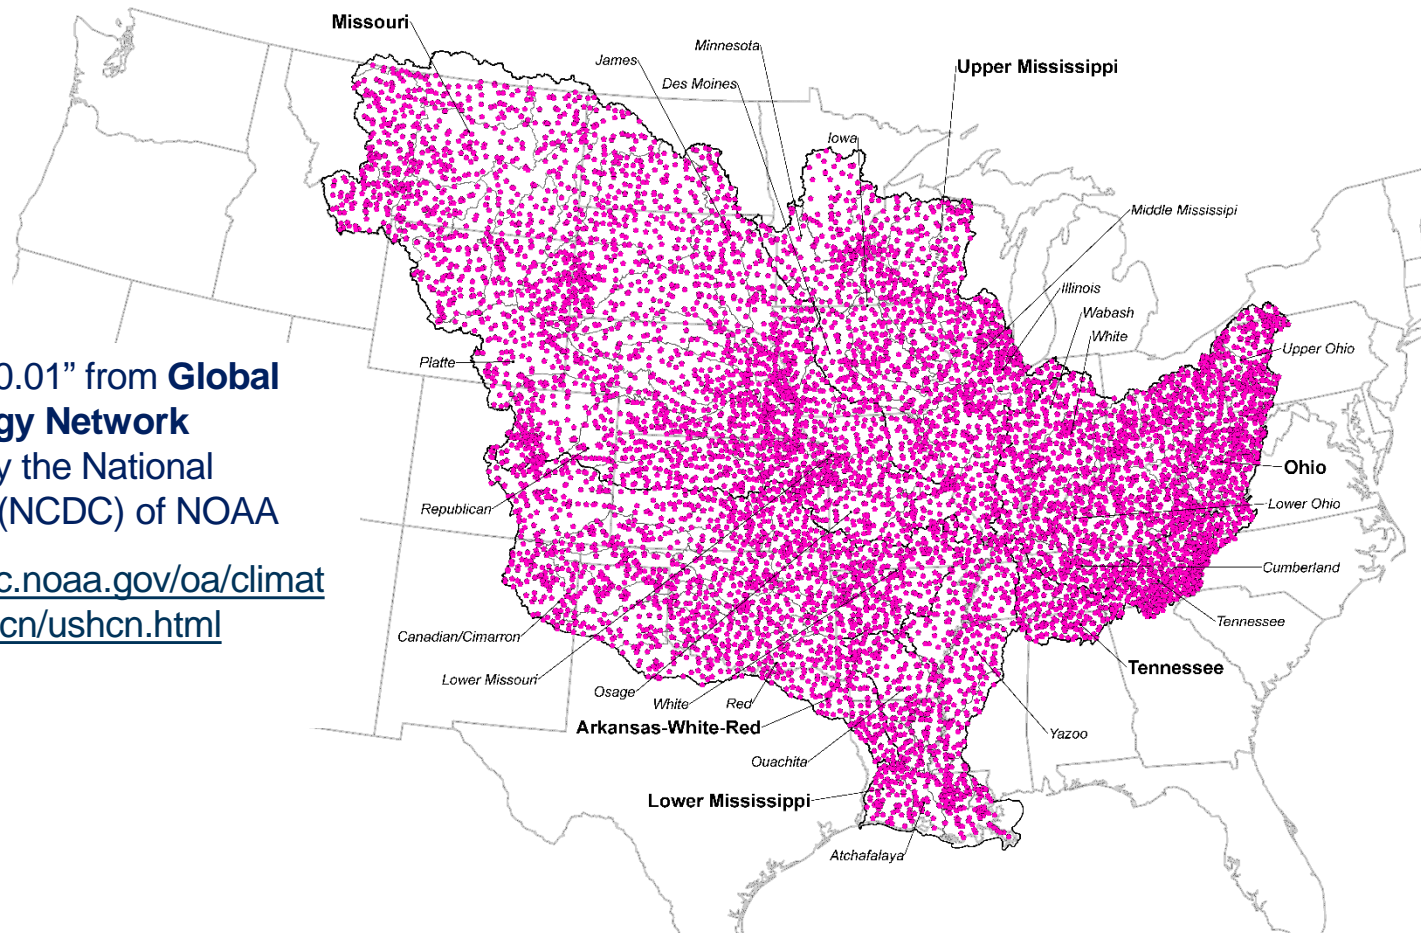 Missouri
Minnesota
James
Upper Mississippi
Des Moines
Iowa
Middle Mississipi
Illinois
Wabash
White
Upper Ohio
Platte
0.01” from Global
gy Network
y the National
(NCDC) of NOAA
c.noaa.gov/oa/climat
cn/ushcn.html
Ohio
Republican
Lower Ohio
Cumberland
Tennessee
Canadian/Cimarron
Tennessee
Lower Missouri
Osage
White
Red
Arkansas-White-Red
Yazoo
Ouachita
Lower Mississippi
Atchafalaya